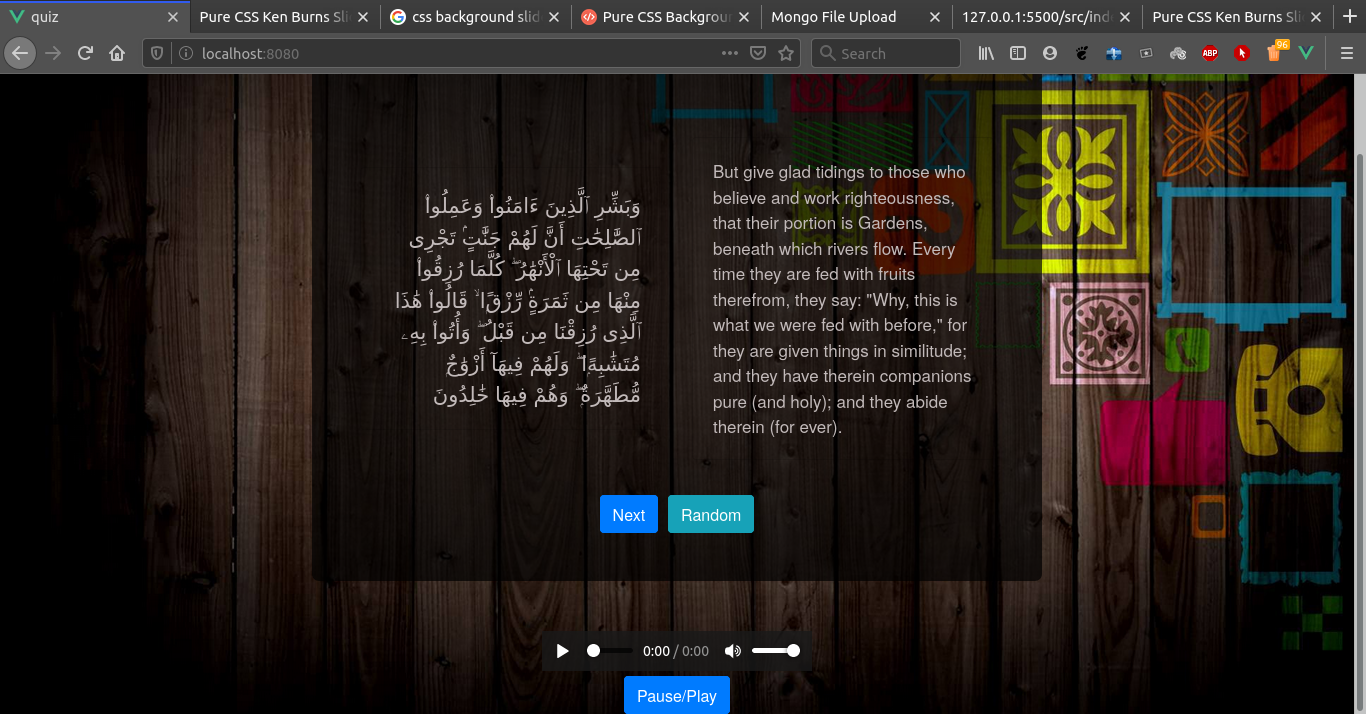 quiz
Pure CSS Ken Burns Sli
css background slid
Pure CSS Backgroun
Mongo File Upload
127.0.0.1:5500/src/inde
Pure CSS Ken Burns Sli
localhost:8080
Search
ABP
96
وَبَشِّرِ ٱلَّذِينَ ءَامَنُوا۟ وَعَمِلُوا۟
ٱلصَّٰلِحَٰتِ أَنَّ لَهُمْ جَنَّٰتٍۢ تَجْرِى
مِن تَحْتِهَا ٱلْأَنْهَٰرُ ۖ كُلَّمَا رُزِقُوا۟
مِنْهَا مِن ثَمَرَةٍۢ رِّزْقًۭا ۙ قَالُوا۟ هَٰذَا
ٱلَّذِى رُزِقْنَا مِن قَبْلُ ۖ وَأُتُوا۟ بِهِۦ
مُتَشَٰبِهًۭا ۖ وَلَهُمْ فِيهَآ أَزْوَٰجٌۭ
مُّطَهَّرَةٌۭ ۖ وَهُمْ فِيهَا خَٰلِدُونَ
But give glad tidings to those who
believe and work righteousness,
that their portion is Gardens,
beneath which rivers flow. Every
time they are fed with fruits
therefrom, they say: "Why, this is
what we were fed with before," for
they are given things in similitude;
and they have therein companions
pure (and holy); and they abide
therein (for ever).
Next
Random
0:00 / 0:00
Pause/Play